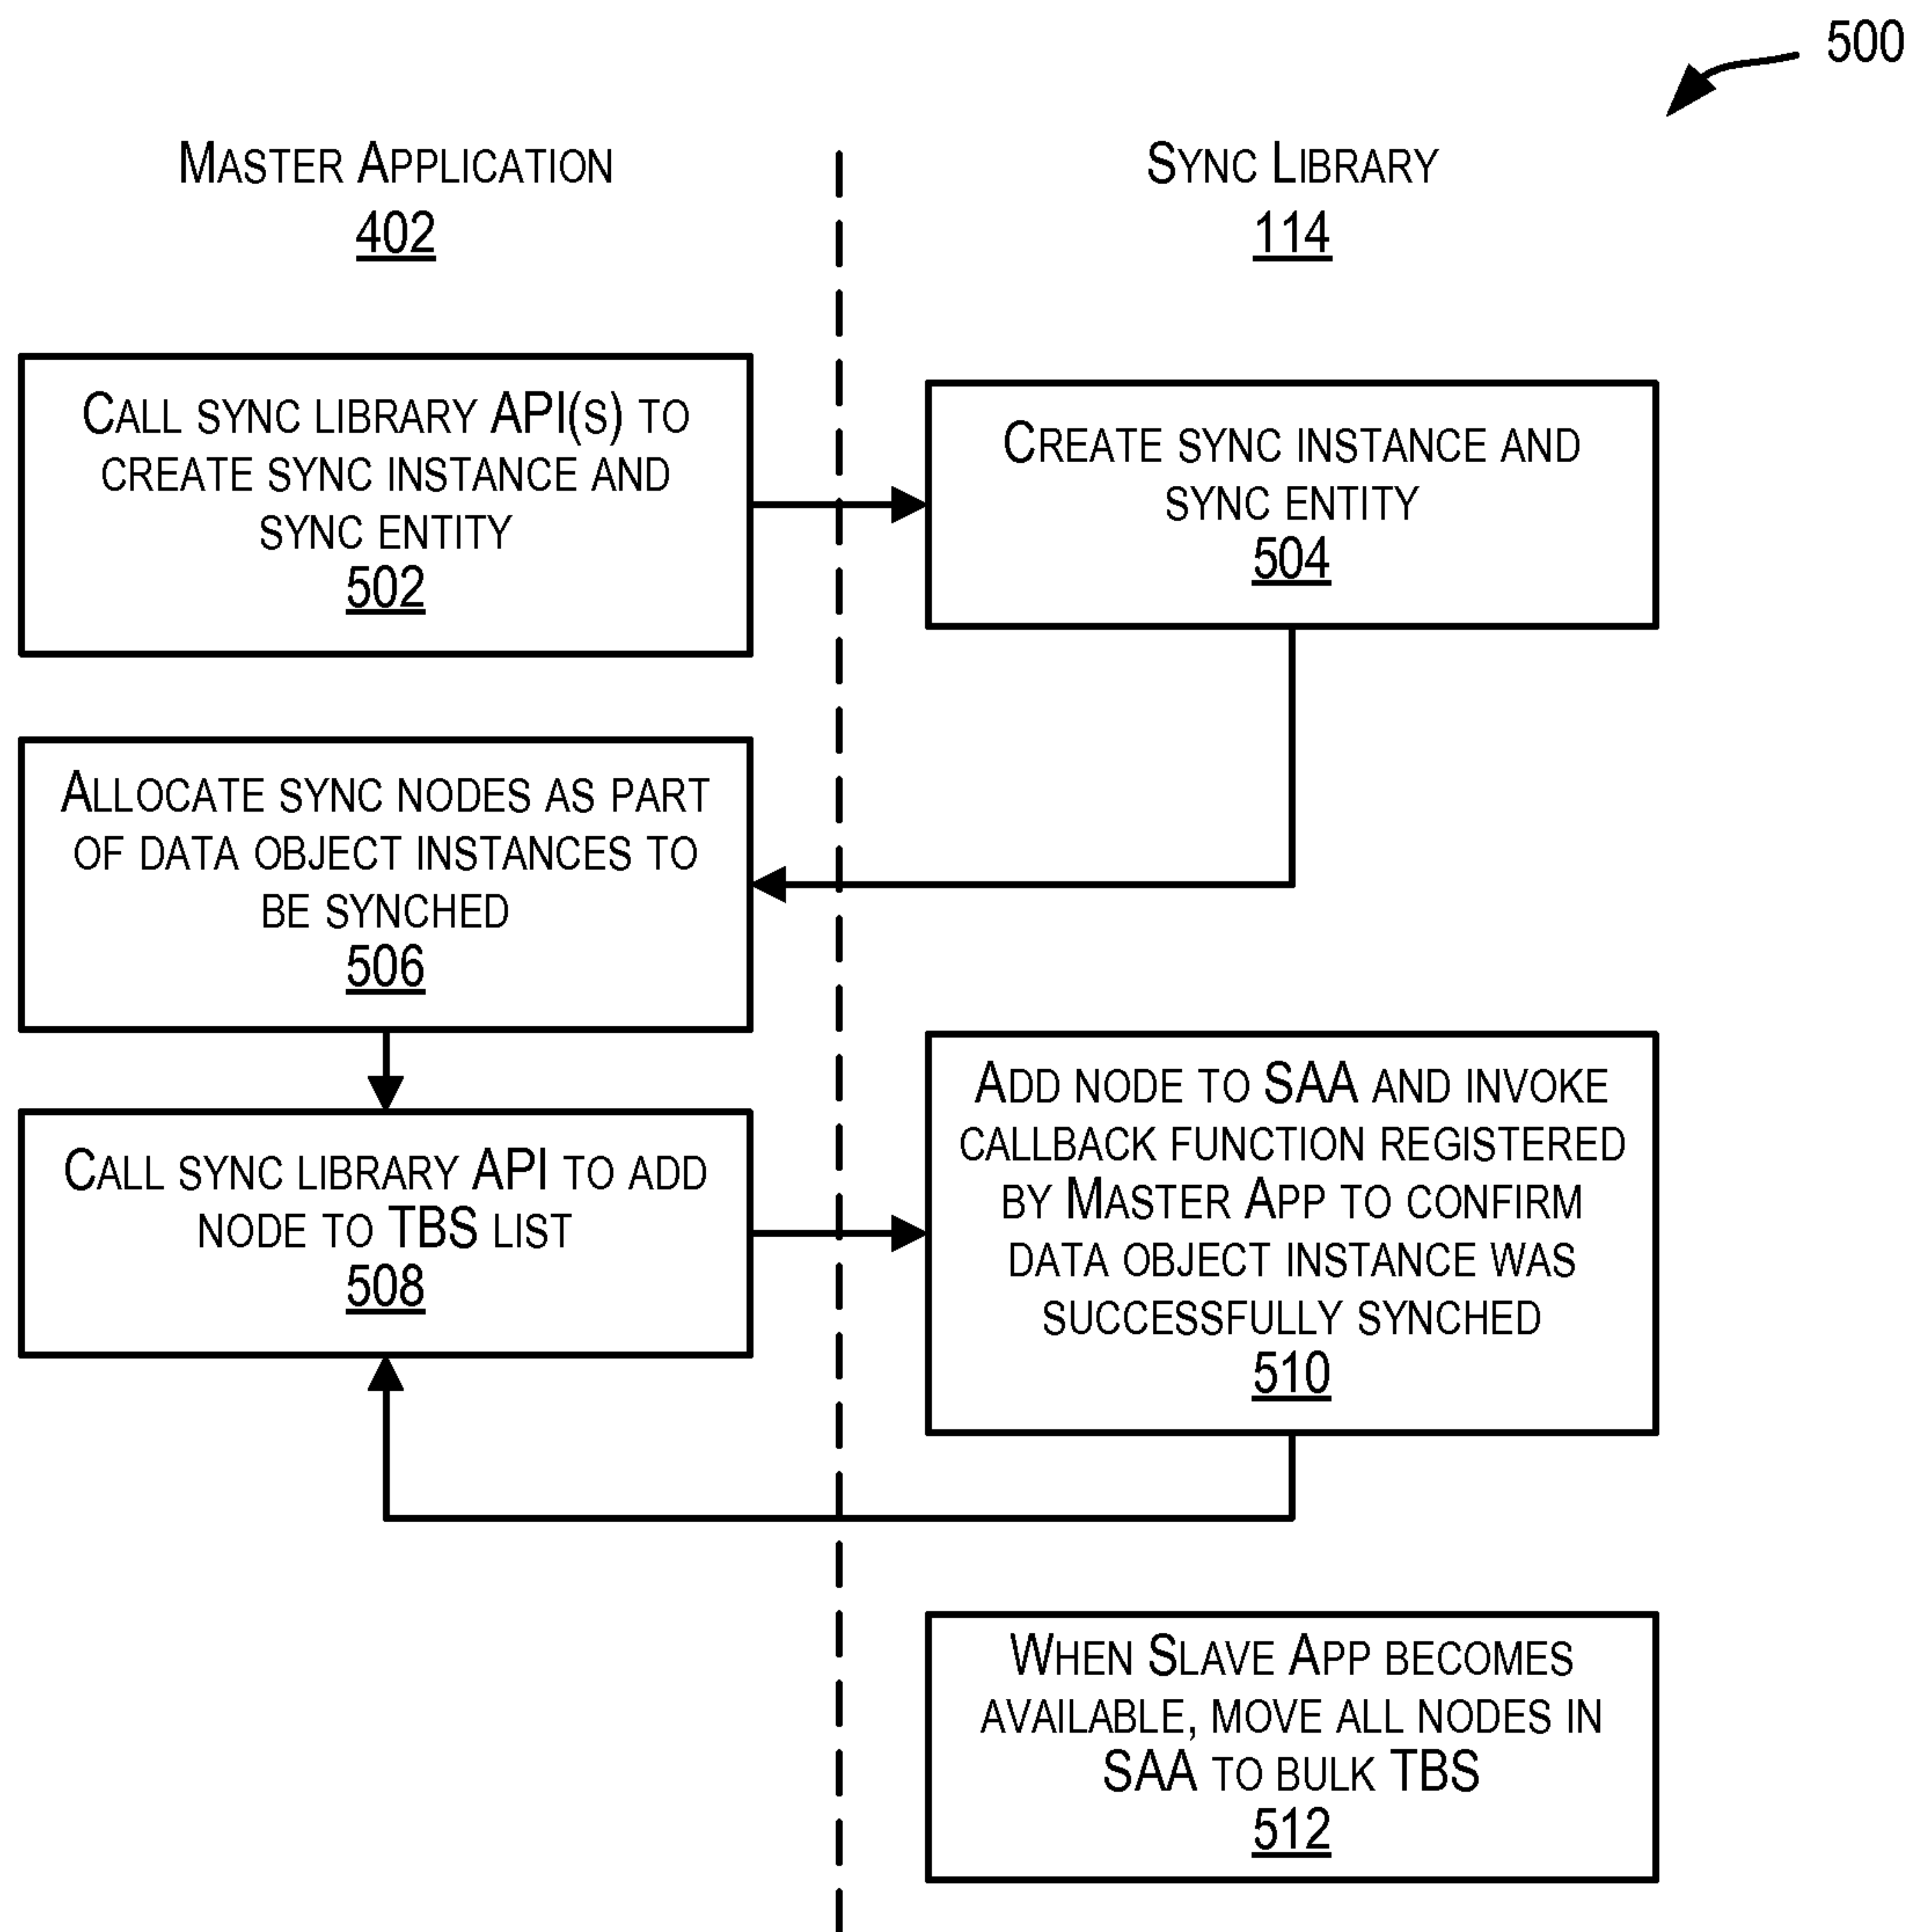 500
MASTER APPLICATION
402
SYNC LIBRARY
114
CALL SYNC LIBRARY API(S) TO
CREATE SYNC INSTANCE AND
SYNC ENTITY
502
CREATE SYNC INSTANCE AND
SYNC ENTITY
504
ALLOCATE SYNC NODES AS PART
OF DATA OBJECT INSTANCES TO
BE SYNCHED
506
CALL SYNC LIBRARY API TO ADD
NODE TO TBS LIST
508
ADD NODE TO SAA AND INVOKE
CALLBACK FUNCTION REGISTERED
BY MASTER APP TO CONFIRM
DATA OBJECT INSTANCE WAS
SUCCESSFULLY SYNCHED
510
WHEN SLAVE APP BECOMES
AVAILABLE, MOVE ALL NODES IN
SAA TO BULK TBS
512